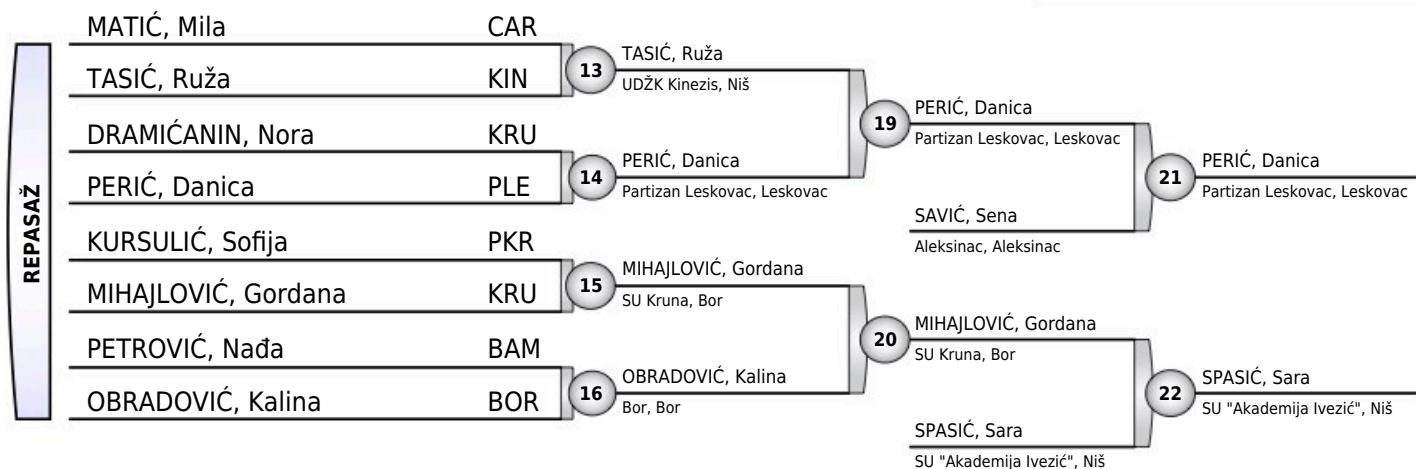 REPASAŽ
MATIĆ, Mila CAR
TASIĆ, Ruža KIN
DRAMIĆANIN, Nora KRU
PERIĆ, Danica PLE
KURSULIĆ, Sofija PKR
MIHAJLOVIĆ, Gordana KRU
PETROVIĆ, Nađa BAM
OBRADOVIĆ, Kalina BOR
13
TASIĆ, Ruža
UDŽK Kinezis, Niš
14
PERIĆ, Danica
Partizan Leskovac, Leskovac
15
MIHAJLOVIĆ, Gordana
SU Kruna, Bor
16
OBRADOVIĆ, Kalina
Bor, Bor
19
PERIĆ, Danica
Partizan Leskovac, Leskovac
SAVIĆ, Sena
Aleksinac, Aleksinac
20
MIHAJLOVIĆ, Gordana
SU Kruna, Bor
SPASIĆ, Sara
SU "Akademija Ivezić", Niš
21
PERIĆ, Danica
Partizan Leskovac, Leskovac
22
SPASIĆ, Sara
SU "Akademija Ivezić", Niš